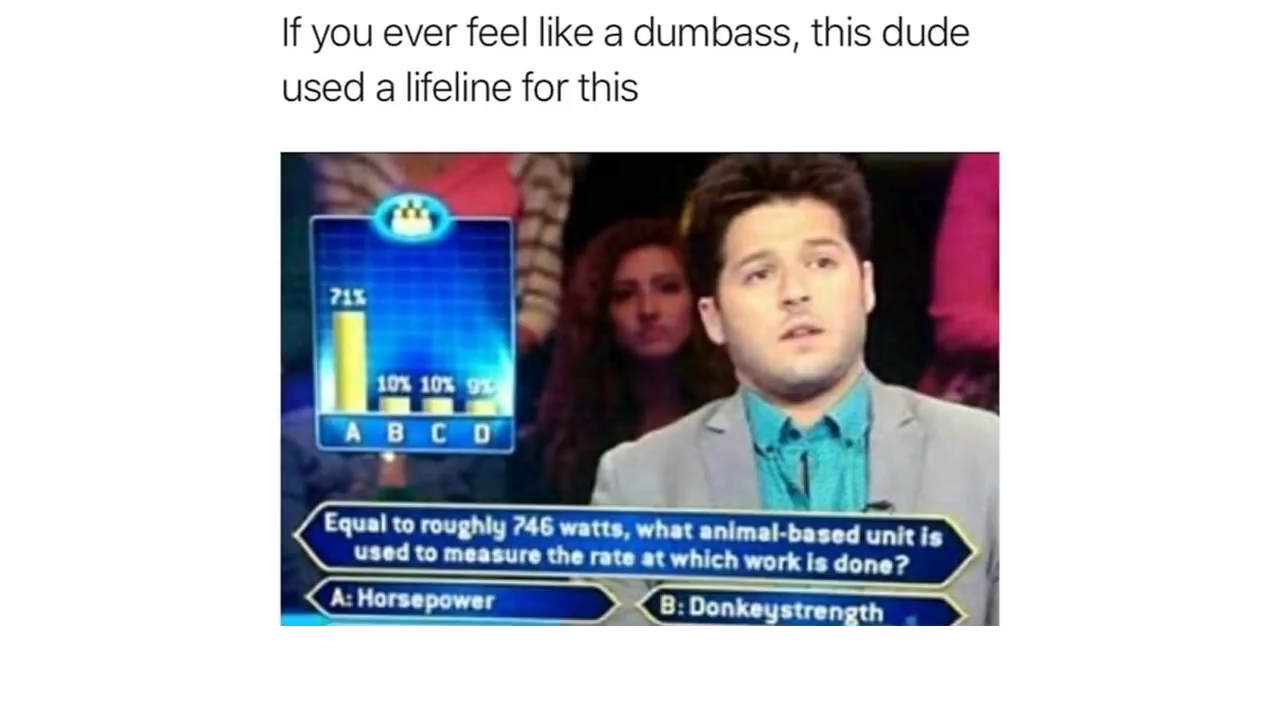 If you ever feel like a dumbass, this dude
used a lifeline for this
71%
10% 10% 9%
A B C D
Equal to roughly 746 watts, what animal-based unit is
used to measure the rate at which work is done?
A: Horsepower
B: Donkeystrength